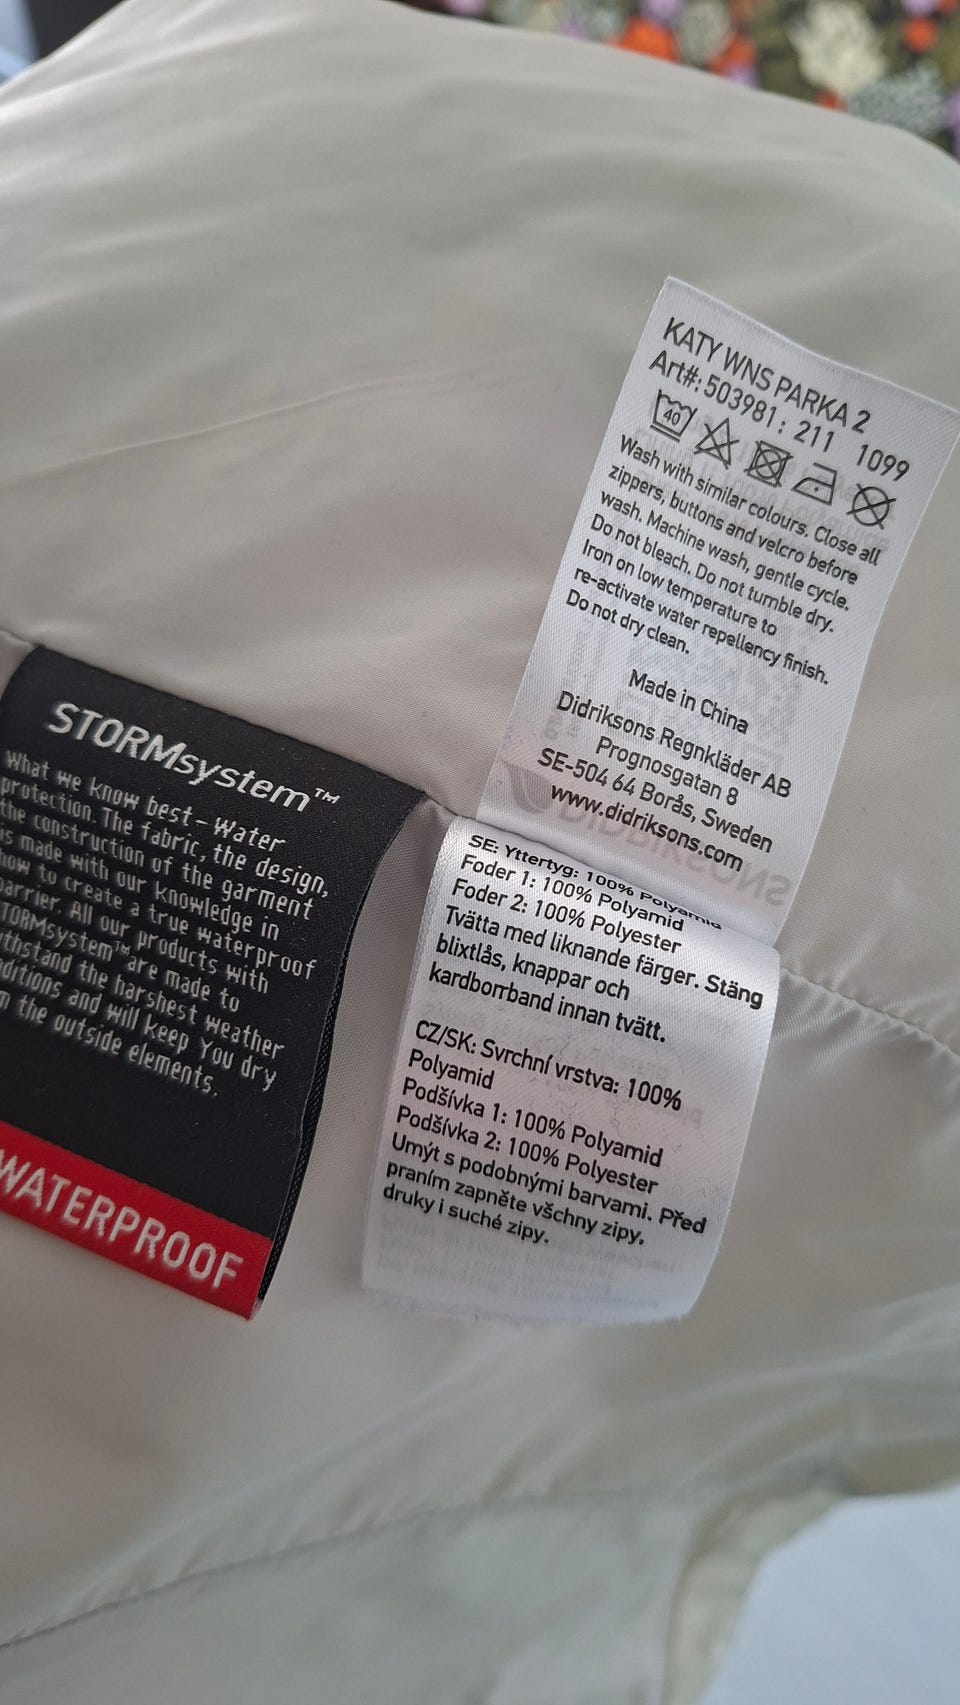 KATY WNS PARKA 2
Art#: 503981: 211 1099
40
Wash with similar colours. Close all
zippers, buttons and velcro before
wash. Machine wash, gentle cycle.
Do not bleach. Do not tumble dry.
Iron on low temperature to
re-activate water repellency finish.
Do not dry clean.
Made in China
Didriksons Regnkläder AB
Prognosgatan 8
SE-504 64 Borås, Sweden
www.didriksons.com
SE: Yttertyg: 100% Polyamid
Foder 1: 100% Polyamid
Foder 2: 100% Polyester
Tvätta med liknande färger. Stäng
blixtlås, knappar och
kardborrband innan tvätt.
CZ/SK: Svrchní vrstva: 100%
Polyamid
Podšívka 1: 100% Polyamid
Podšívka 2: 100% Polyester
Umýt s podobnými barvami. Před
praním zapněte všchny zipy,
druky i suché zipy.
STORMsystem™
What we know best - Water
protection. The fabric, the design,
the construction of the garment
is made with our knowledge in
how to create a true waterproof
barrier. All our products with
STORMsystem™ are made to
withstand the harshest weather
conditions and will keep You dry
the outside elements.
WATERPROOF